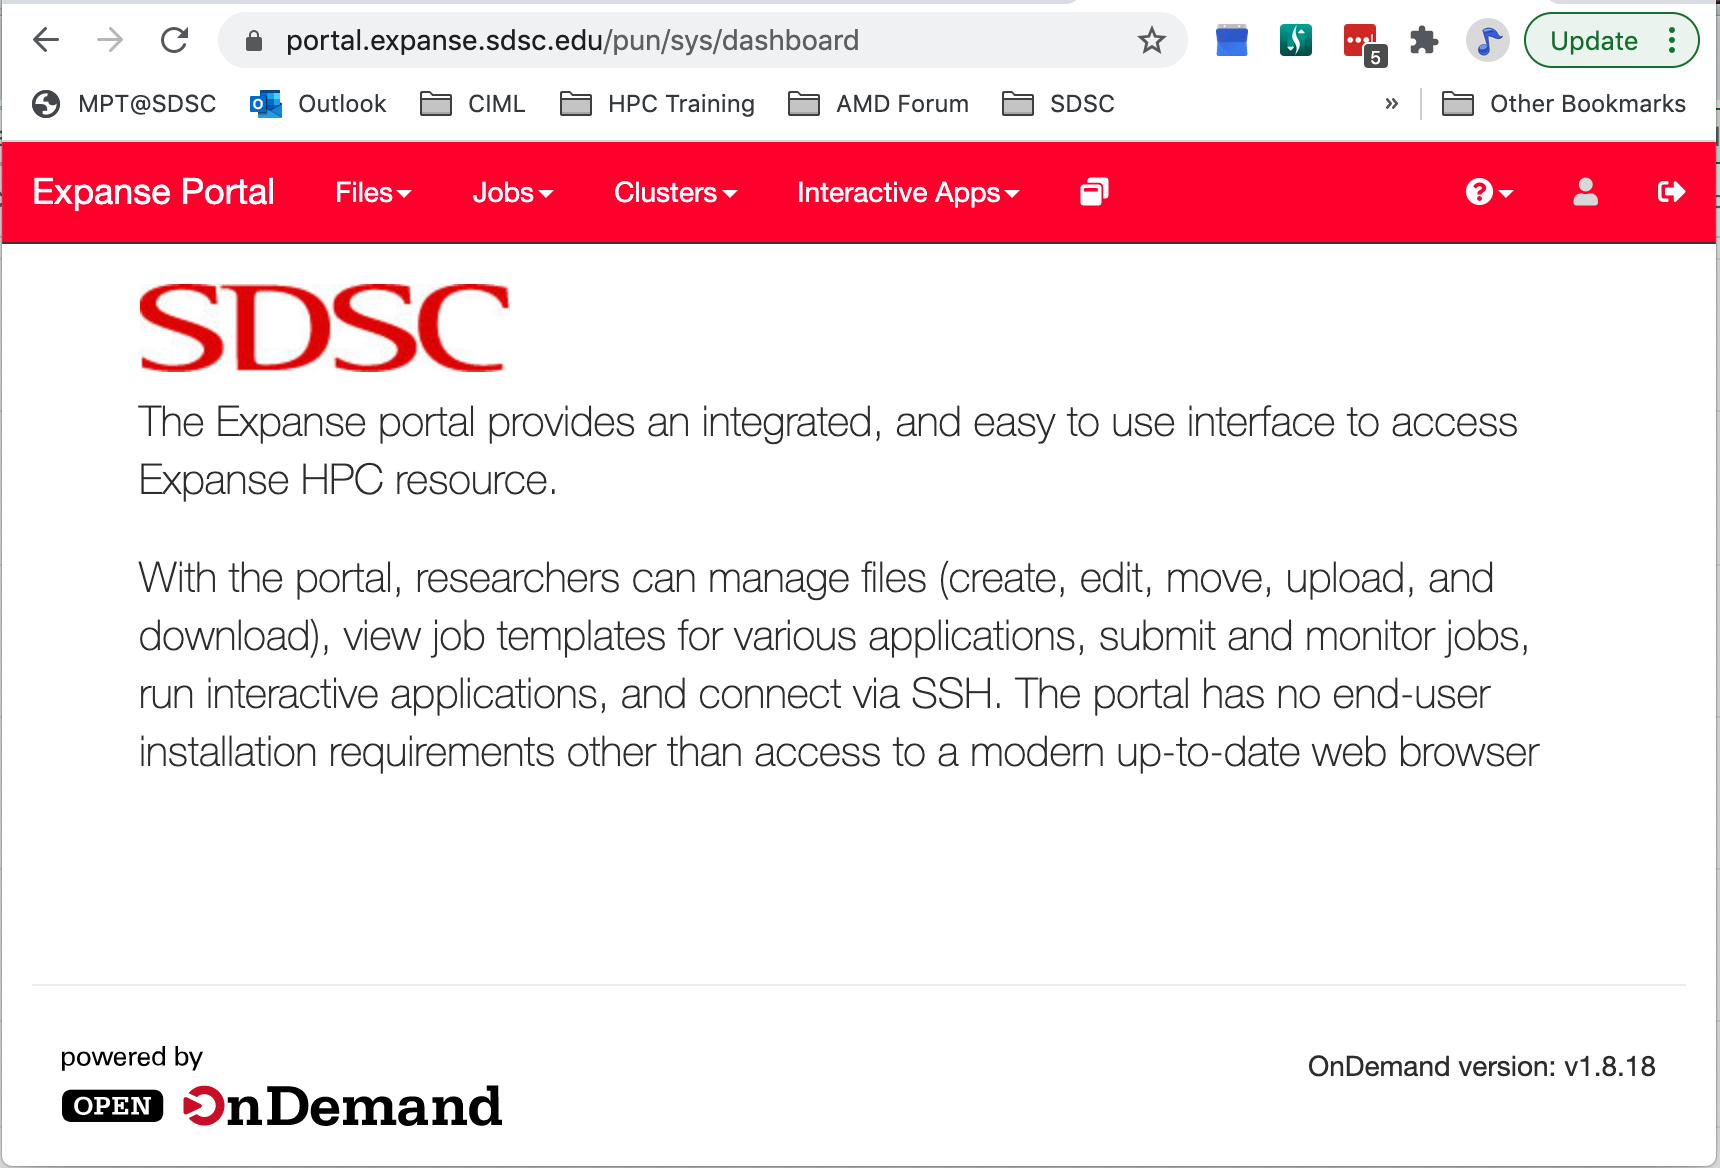 portal.expanse.sdsc.edu/pun/sys/dashboard
5
Update
MPT@SDSC
Outlook
CIML
HPC Training
AMD Forum
SDSC
»
Other Bookmarks
Expanse Portal
Files
Jobs
Clusters
Interactive Apps
?
SDSC
The Expanse portal provides an integrated, and easy to use interface to access
Expanse HPC resource.
With the portal, researchers can manage files (create, edit, move, upload, and
download), view job templates for various applications, submit and monitor jobs,
run interactive applications, and connect via SSH. The portal has no end-user
installation requirements other than access to a modern up-to-date web browser
powered by
OPEN OnDemand
OnDemand version: v1.8.18